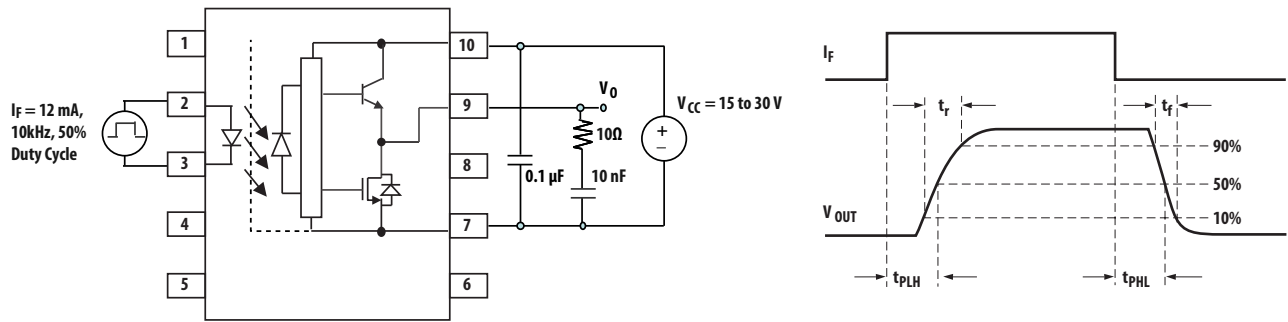 1
2
3
4
5
10
9
8
7
6
I_F = 12 mA,
10kHz, 50%
Duty Cycle
V_O
10Ω
0.1 µF
10 nF
V_CC = 15 to 30 V
+
–
I_F
t_r
t_f
90%
50%
10%
V_OUT
t_PLH
t_PHL